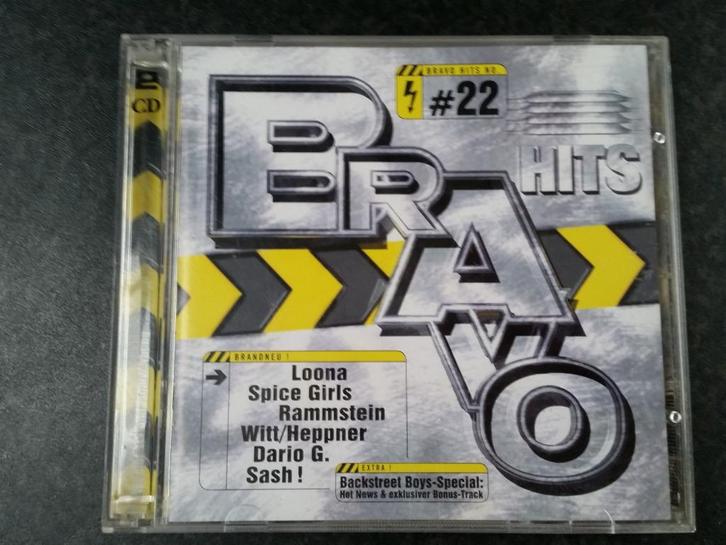 2
CD
BRAVO HITS NO.
#22
BRAVO
HITS
BRANDNEU !
Loona
Spice Girls
Rammstein
Witt/Heppner
Dario G.
Sash !
EXTRA !
Backstreet Boys-Special:
Hot News & exklusiver Bonus-Track